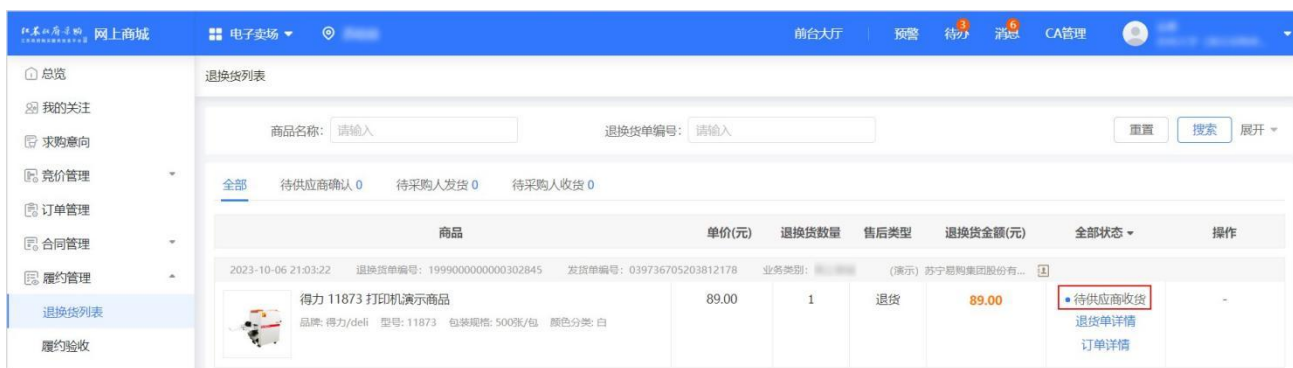 网上商城 电子卖场 前台大厅 预警 待办 3 消息 6 CA管理
总览
我的关注
求购意向
竞价管理
订单管理
合同管理
履约管理
退换货列表
履约验收
退换货列表
商品名称: 请输入 退换货单编号: 请输入 重置 搜索 展开
全部 待供应商确认 0 待采购人发货 0 待采购人收货 0
商品 单价(元) 退换货数量 售后类型 退换货金额(元) 全部状态 操作
2023-10-06 21:03:22 退换货单编号: 1999000000000302845 发货单编号: 039736705203812178 业务类别: (演示) 苏宁易购集团股份有...
得力 11873 打印机演示商品 89.00 1 退货 89.00 待供应商收货 -
品牌: 得力/deli 型号: 11873 包装规格: 500张/包 颜色分类: 白 退货单详情
订单详情